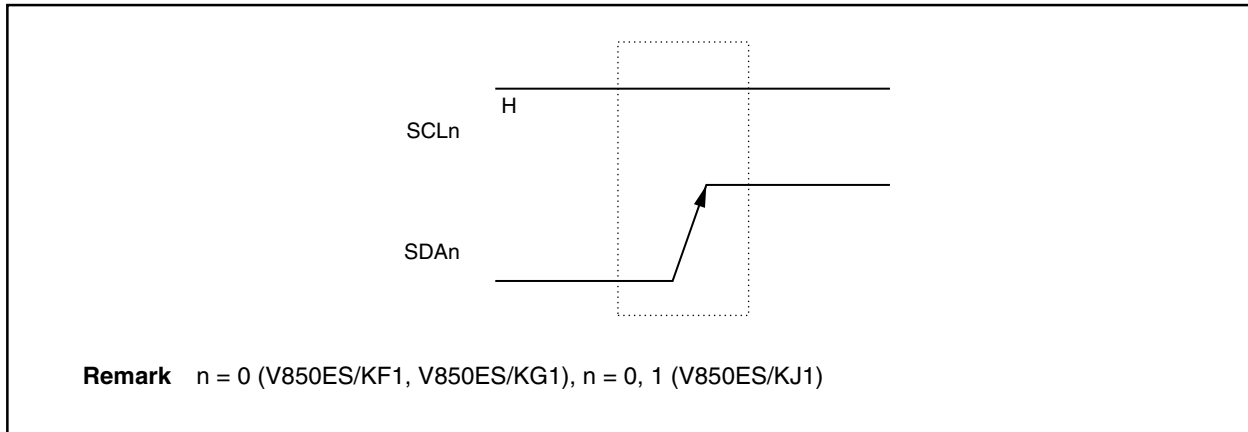 H
SCLn
SDAn
Remark n = 0 (V850ES/KF1, V850ES/KG1), n = 0, 1 (V850ES/KJ1)